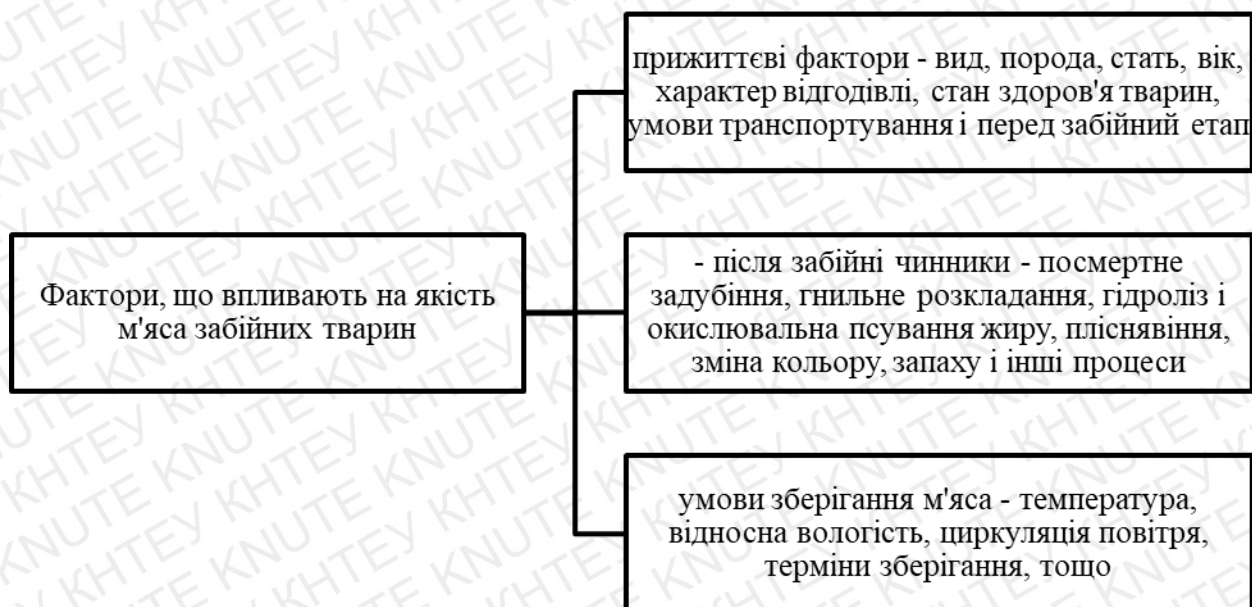 прижиттєві фактори - вид, порода, стать, вік,
характер відгодівлі, стан здоров'я тварин,
умови транспортування і перед забійний етап
Фактори, що впливають на якість
м'яса забійних тварин
- після забійні чинники - посмертне
задубіння, гнильне розкладання, гідроліз і
окислювальна псування жиру, пліснявіння,
зміна кольору, запаху і інші процеси
умови зберігання м'яса - температура,
відносна вологість, циркуляція повітря,
терміни зберігання, тощо